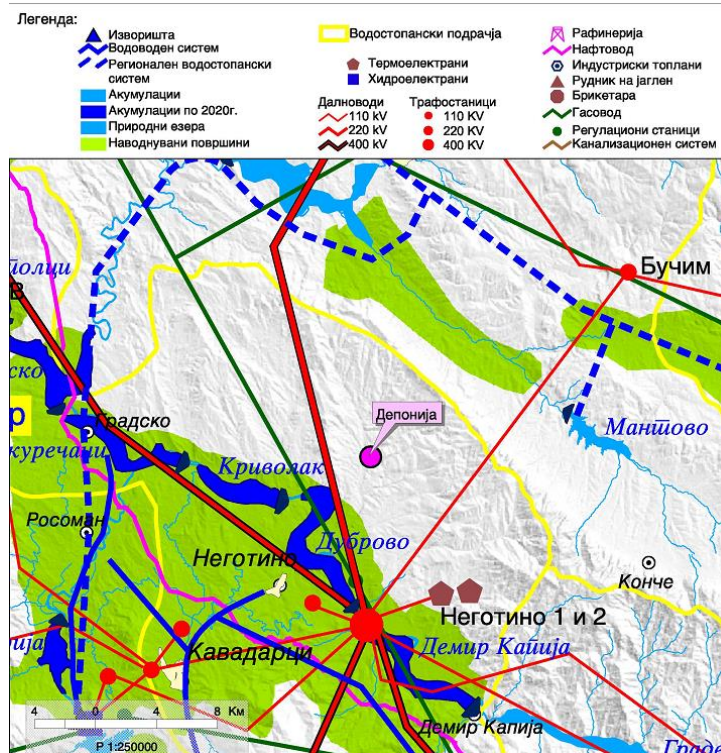 Легенда:
Изворишта
Водоводен систем
Регионален водостопански
систем
Акумулации
Акумулации по 2020г.
Природни езера
Наводнувани површини
Водостопански подрачја
Термоелектрани
Хидроелектрани
Далноводи
110 kV
220 kV
400 kV
Трафостаници
110 KV
220 KV
400 KV
Рафинерија
Нафтовод
Индустриски топлани
Рудник на јаглен
Брикетара
Гасовод
Регулациони станици
Канализационен систем
Бучим
Депонија
Градско
Мантово
Криволак
Росоман
Дуброво
Неготино
Конче
Неготино 1 и 2
Кавадарци
Демир Капија
Демир Капија
4 0 4 8 Км
Р 1:250000